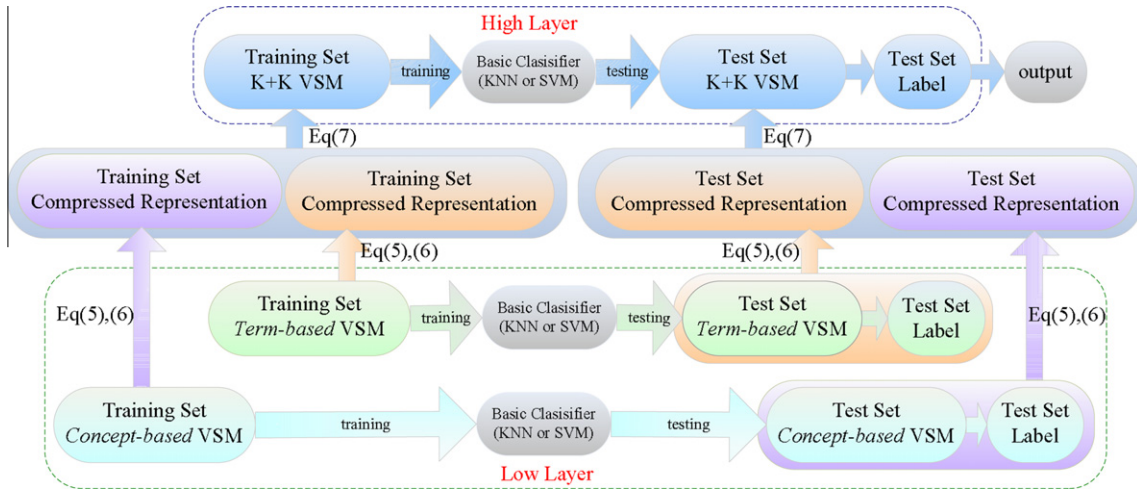 High Layer
Training Set
K+K VSM
training
Basic Clasisifier
(KNN or SVM)
testing
Test Set
K+K VSM
Test Set
Label
output
Eq(7)
Eq(7)
Training Set
Compressed Representation
Training Set
Compressed Representation
Test Set
Compressed Representation
Test Set
Compressed Representation
Eq(5),(6)
Eq(5),(6)
Eq(5),(6)
Eq(5),(6)
Training Set
Term-based VSM
training
Basic Clasisifier
(KNN or SVM)
testing
Test Set
Term-based VSM
Test Set
Label
Training Set
Concept-based VSM
training
Basic Clasisifier
(KNN or SVM)
testing
Test Set
Concept-based VSM
Test Set
Label
Low Layer